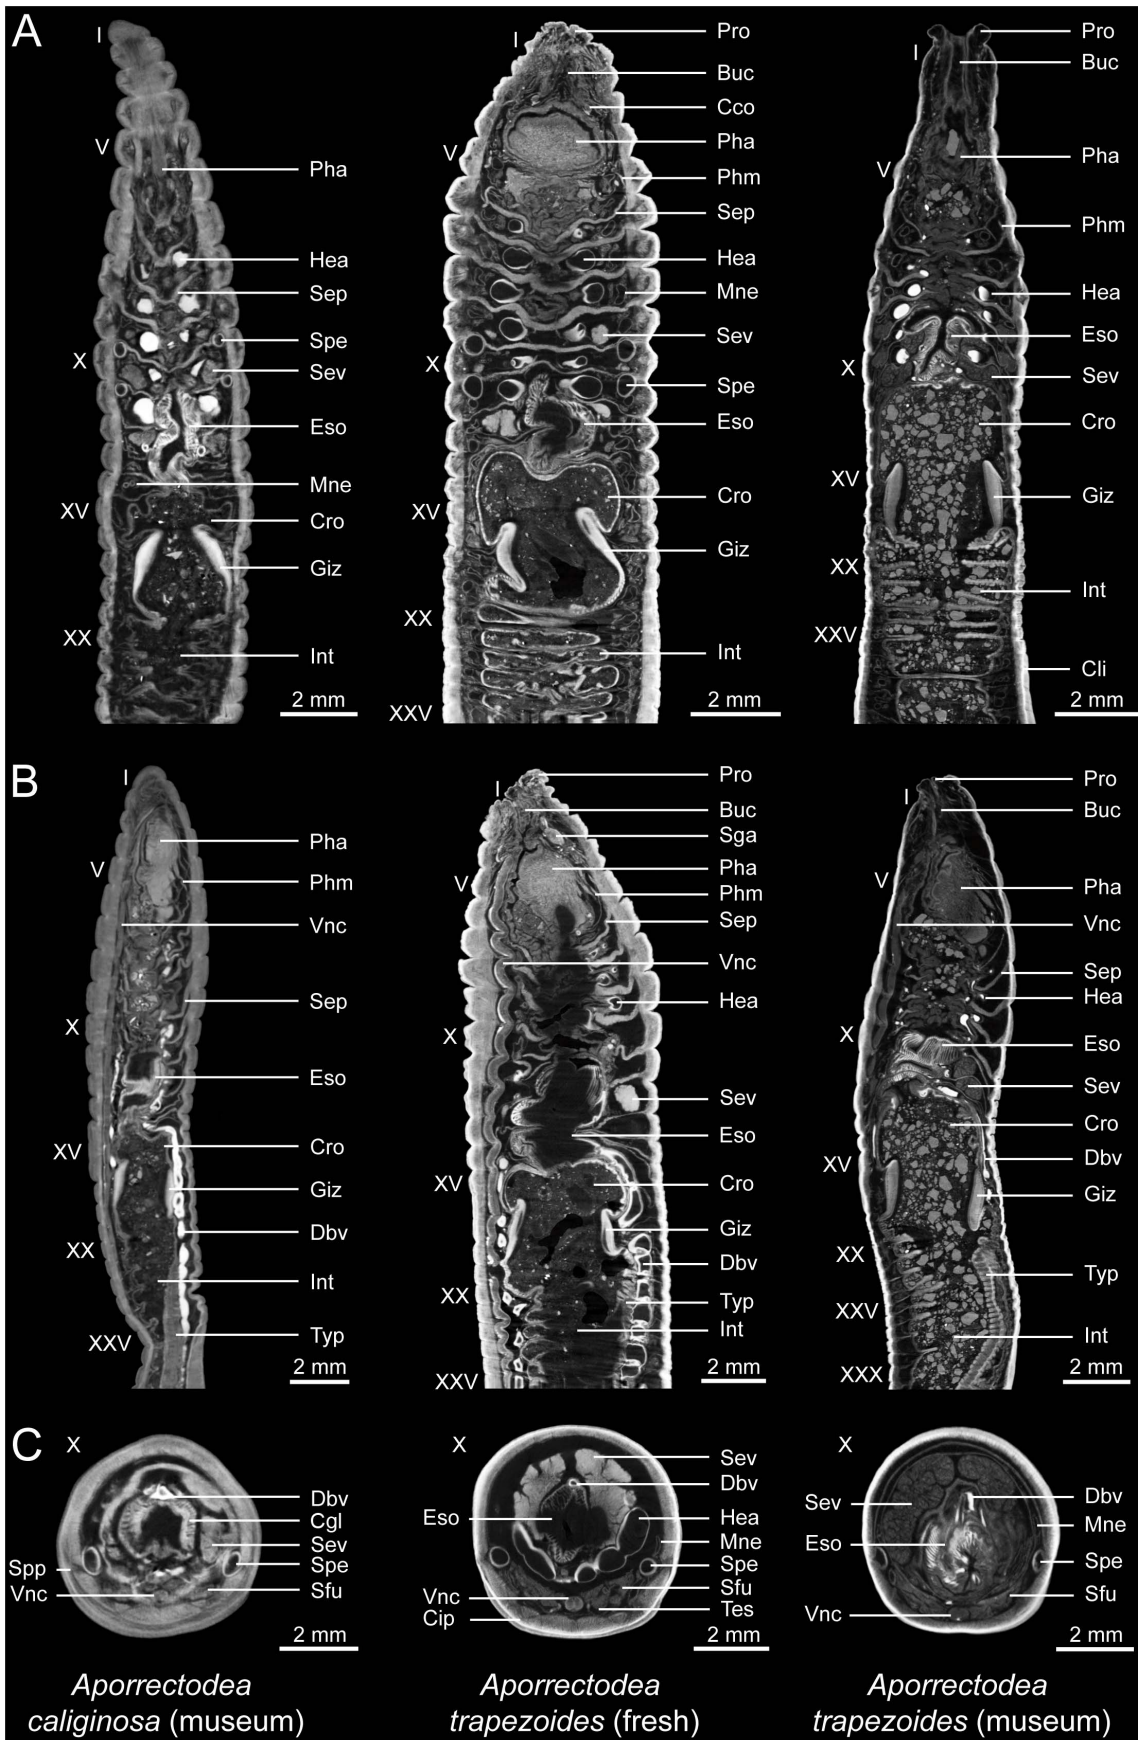 A
I
V
X
XV
XX
Pha
Hea
Sep
Spe
Sev
Eso
Mne
Cro
Giz
Int
2 mm
I
V
X
XV
XX
XXV
Pro
Buc
Cco
Pha
Phm
Sep
Hea
Mne
Sev
Spe
Eso
Cro
Giz
Int
2 mm
I
V
X
XV
XX
XXV
Pro
Buc
Pha
Phm
Hea
Eso
Sev
Cro
Giz
Int
Cli
2 mm
B
I
V
X
XV
XX
XXV
Pha
Phm
Vnc
Sep
Eso
Cro
Giz
Dbv
Int
Typ
2 mm
I
V
X
XV
XX
XXV
Pro
Buc
Sga
Pha
Phm
Sep
Vnc
Hea
Sev
Eso
Cro
Giz
Dbv
Typ
Int
2 mm
I
V
X
XV
XX
XXV
XXX
Pro
Buc
Pha
Vnc
Sep
Hea
Eso
Sev
Cro
Dbv
Giz
Typ
Int
2 mm
C
X
Spp
Vnc
Dbv
Cgl
Sev
Spe
Sfu
2 mm
X
Eso
Vnc
Cip
Sev
Dbv
Hea
Mne
Spe
Sfu
Tes
2 mm
X
Sev
Eso
Vnc
Dbv
Mne
Spe
Sfu
2 mm
Aporrectodea
caliginosa (museum)
Aporrectodea
trapezoides (fresh)
Aporrectodea
trapezoides (museum)